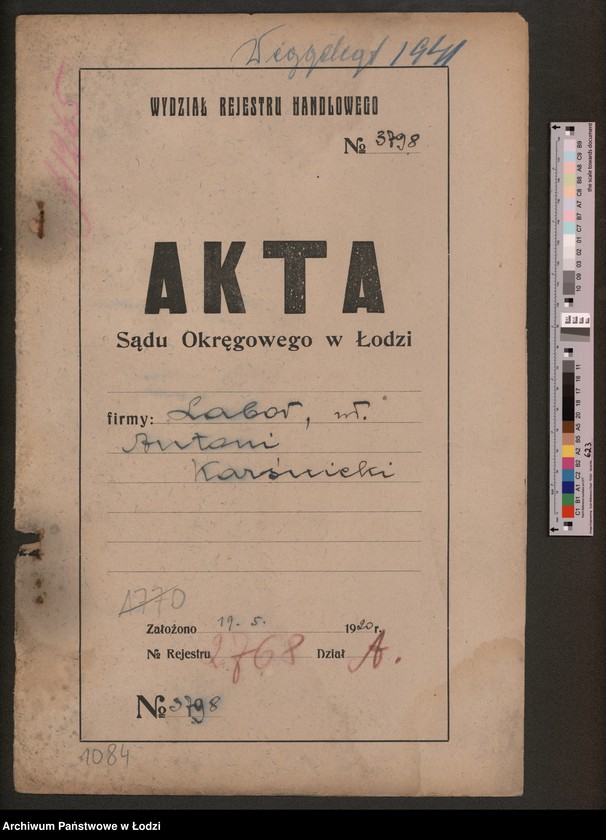 Weggelegt 1941
WYDZIAŁ REJESTRU HANDLOWEGO
№ 3798
AKTA
Sądu Okręgowego w Łodzi
firmy: Labor, wł.
Antoni
Karśnicki
1770
Założono 19. 5. 1920 r.
№ Rejestru 2768 Dział A.
№ 3798
1084
Archiwum Państwowe w Łodzi